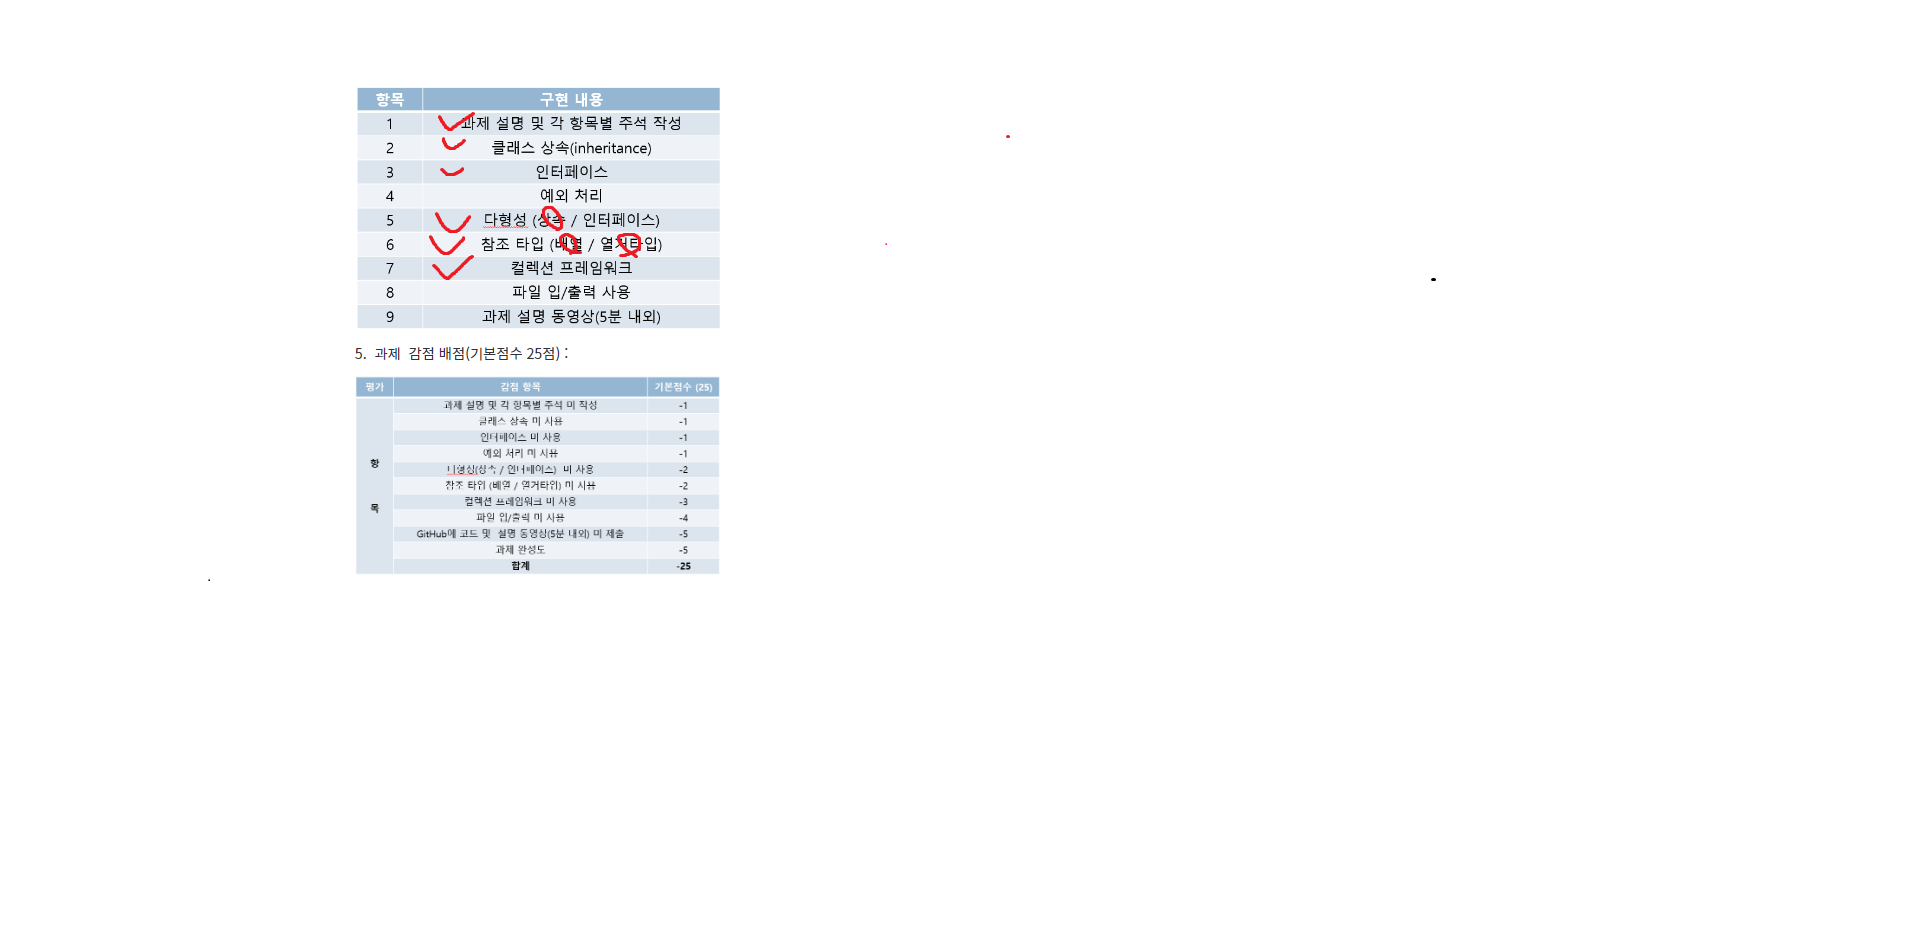 항목 구현 내용
1 과제 설명 및 각 항목별 주석 작성
2 클래스 상속(inheritance)
3 인터페이스
4 예외 처리
5 다형성 (상속 / 인터페이스)
6 참조 타입 (배열 / 열거타입)
7 컬렉션 프레임워크
8 파일 입/출력 사용
9 과제 설명 동영상(5분 내외)
5. 과제 감점 배점(기본점수 25점) :
평가 감점 항목 기본점수 (25)
과제 설명 및 각 항목별 주석 미 작성 -1
클래스 상속 미 사용 -1
인터페이스 미 사용 -1
예외 처리 미 사용 -1
항
다형성(상속 / 인터페이스) 미 사용 -2
참조 타입 (배열 / 열거타입) 미 사용 -2
컬렉션 프레임워크 미 사용 -3
목
파일 입/출력 미 사용 -4
GitHub에 코드 및 설명 동영상(5분 내외) 미 제출 -5
과제 완성도 -5
합계 -25